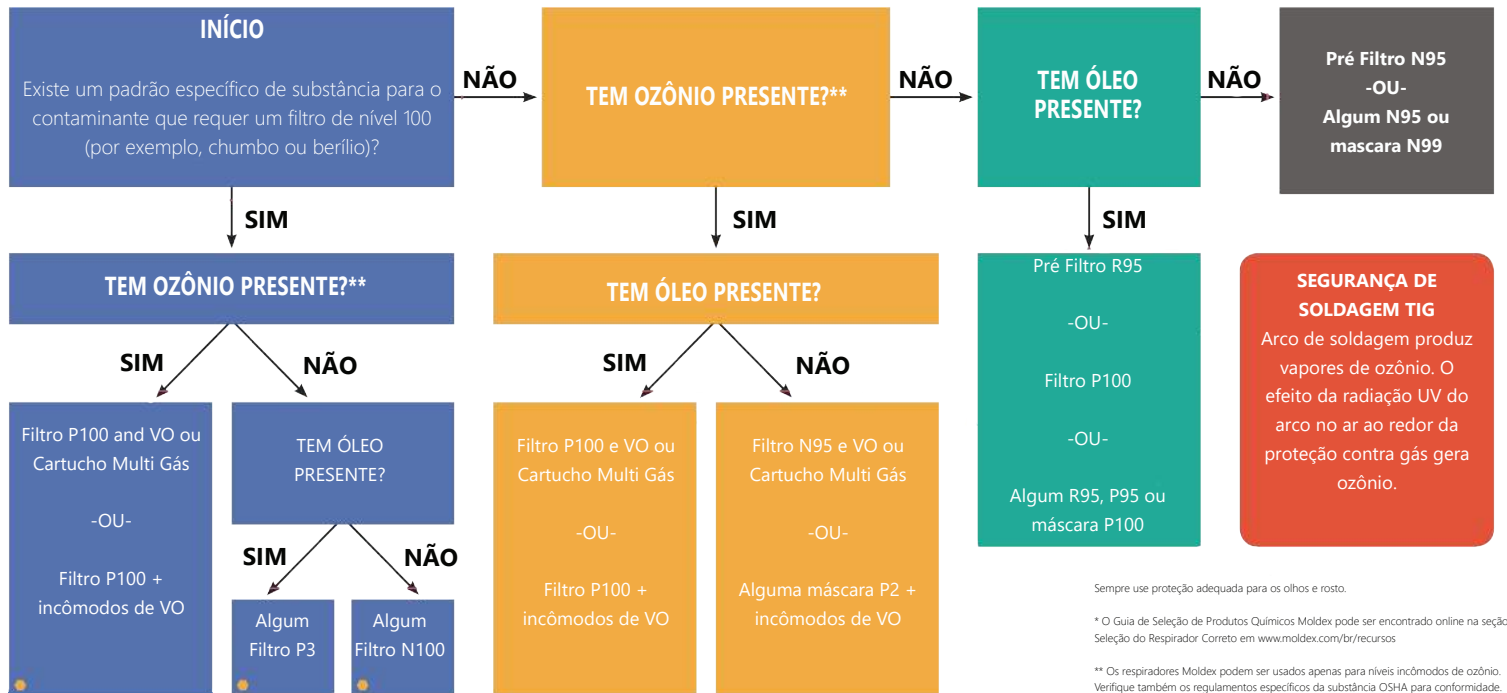 INÍCIO
Existe um padrão específico de substância para o
contaminante que requer um filtro de nível 100
(por exemplo, chumbo ou berílio)?
NÃO
TEM OZÔNIO PRESENTE?**
NÃO
TEM ÓLEO
PRESENTE?
NÃO
Pré Filtro N95
-OU-
Algum N95 ou
mascara N99
SIM
SIM
SIM
TEM OZÔNIO PRESENTE?**
SIM
NÃO
Filtro P100 and VO ou
Cartucho Multi Gás
-OU-
Filtro P100 +
incômodos de VO
TEM ÓLEO
PRESENTE?
SIM
NÃO
Algum
Filtro P3
Algum
Filtro N100
TEM ÓLEO PRESENTE?
SIM
NÃO
Filtro P100 e VO ou
Cartucho Multi Gás
-OU-
Filtro P100 +
incômodos de VO
Filtro N95 e VO ou
Cartucho Multi Gás
-OU-
Alguma máscara P2 +
incômodos de VO
Pré Filtro R95
-OU-
Filtro P100
-OU-
Algum R95, P95 ou
máscara P100
SEGURANÇA DE
SOLDAGEM TIG
Arco de soldagem produz
vapores de ozônio. O
efeito da radiação UV do
arco no ar ao redor da
proteção contra gás gera
ozônio.
Sempre use proteção adequada para os olhos e rosto.
* O Guia de Seleção de Produtos Químicos Moldex pode ser encontrado online na seção
Seleção do Respirador Correto em www.moldex.com/br/recursos
** Os respiradores Moldex podem ser usados apenas para níveis incômodos de ozônio.
Verifique também os regulamentos específicos da substância OSHA para conformidade.